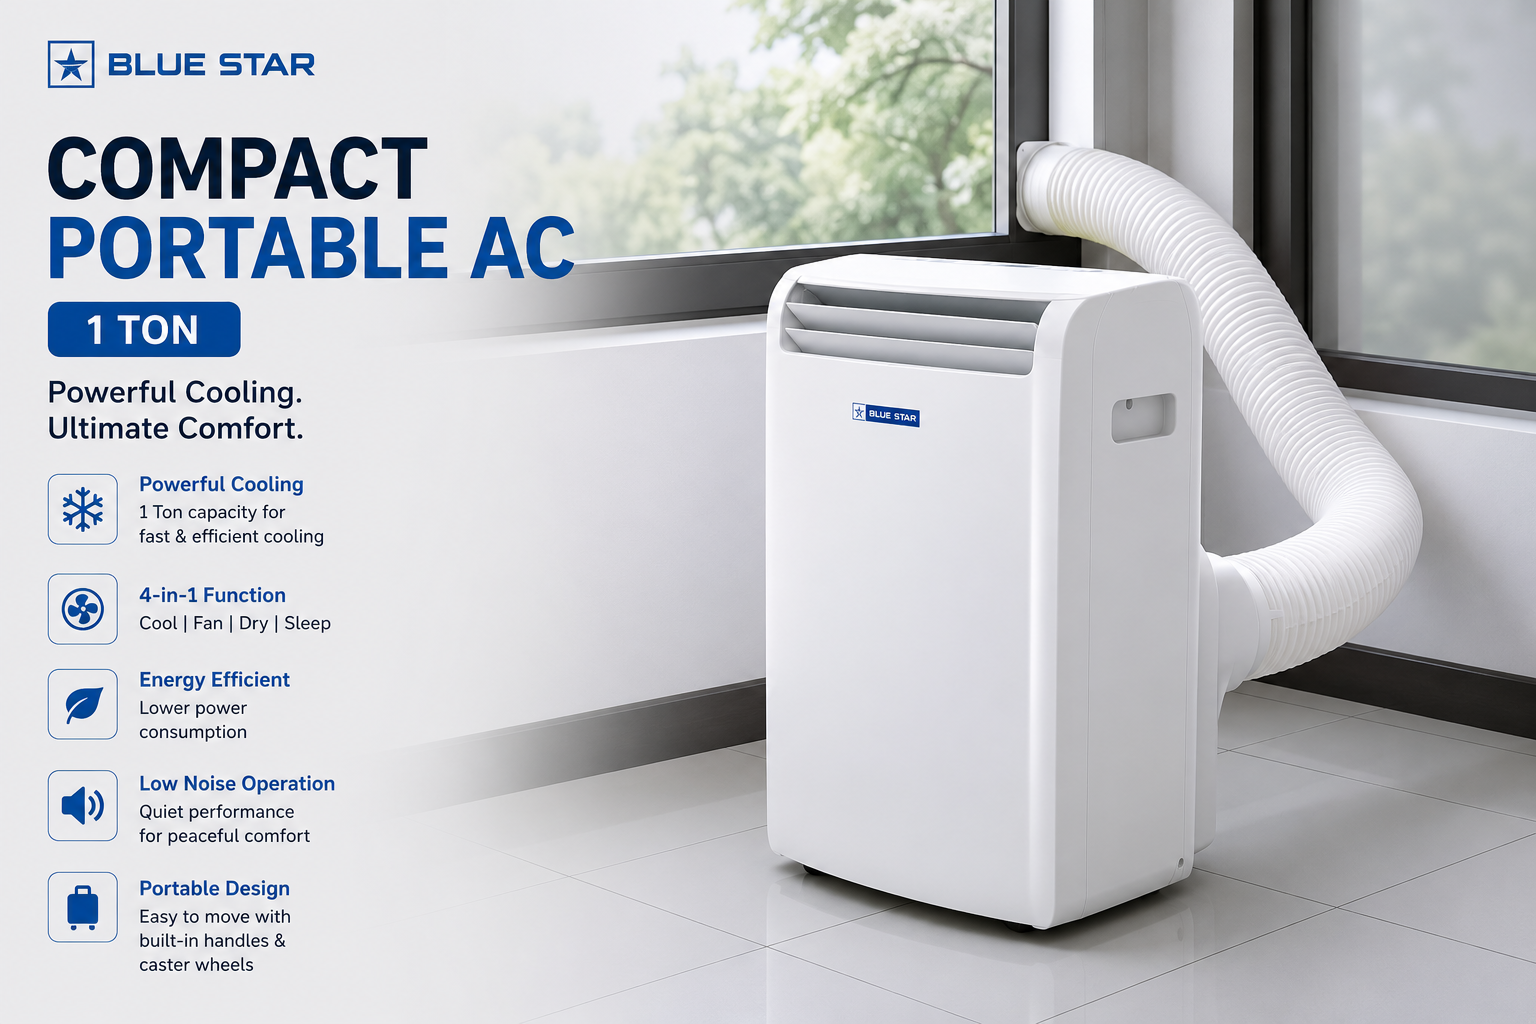 BLUE STAR
COMPACT
PORTABLE AC
1 TON
Powerful Cooling.
Ultimate Comfort.
Powerful Cooling
1 Ton capacity for
fast & efficient cooling
4-in-1 Function
Cool | Fan | Dry | Sleep
Energy Efficient
Lower power
consumption
Low Noise Operation
Quiet performance
for peaceful comfort
Portable Design
Easy to move with
built-in handles &
caster wheels
BLUE STAR